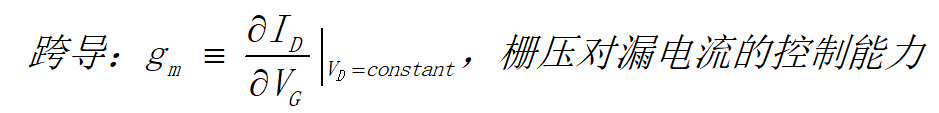 跨导：g_m ≡ ∂I_D/∂V_G |_{V_D=constant}，栅压对漏电流的控制能力